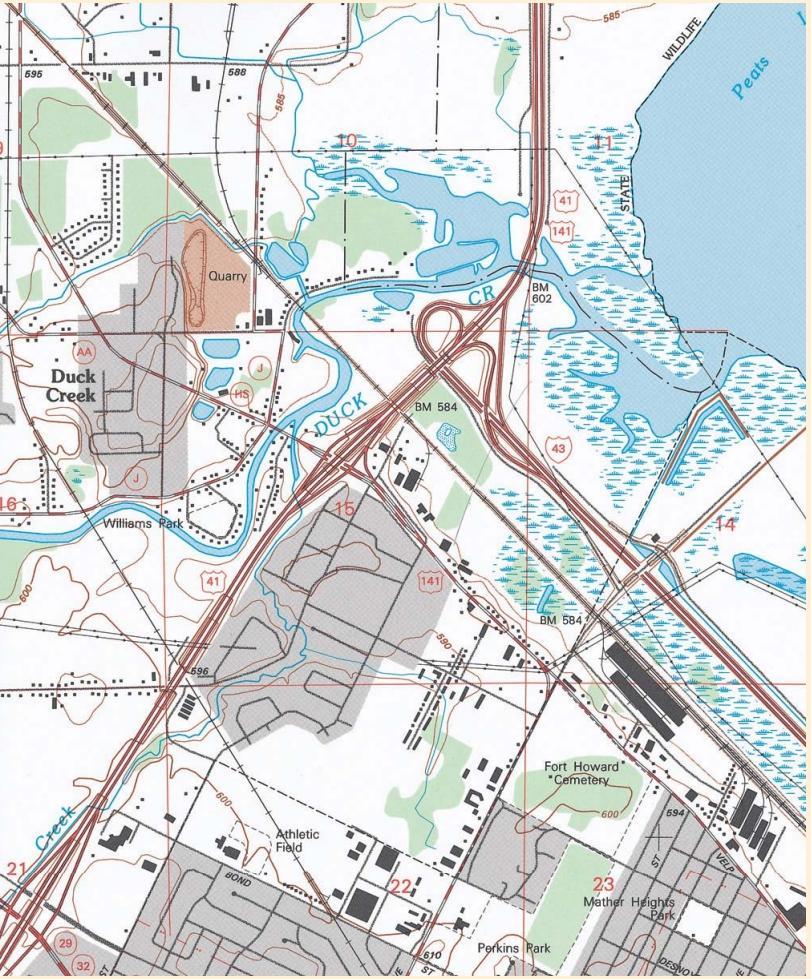 585
WILDLIFE
Peats
595
588
585
9
10
11
STATE
41
141
Quarry
CR
BM
602
AA
J
HS
Duck
Creek
DUCK
BM 584
43
J
16
Williams Park
15
14
41
141
600
590
BM 584
596
Fort Howard
Cemetery
600
594
600
Creek
Athletic
Field
ST
VELP
21
BOND
22
23
Mather Heights
Park
29
32
610
ST
Perkins Park
ST